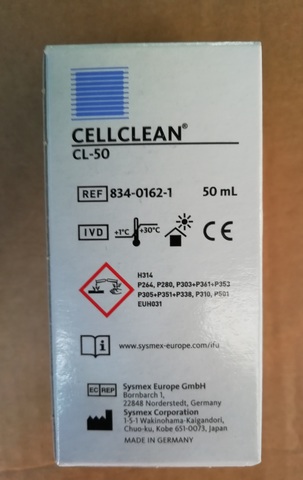 CELLCLEAN®
CL-50
REF 834-0162-1 50 mL
IVD +1°C +30°C CE
H314
P264, P280, P303+P361+P353
P305+P351+P338, P310, P501
EUH031
i www.sysmex-europe.com/ifu
EC REP Sysmex Europe GmbH
Bornbarch 1,
22848 Norderstedt, Germany
Sysmex Corporation
1-5-1 Wakinohama-Kaigandori,
Chuo-ku, Kobe 651-0073, Japan
MADE IN GERMANY